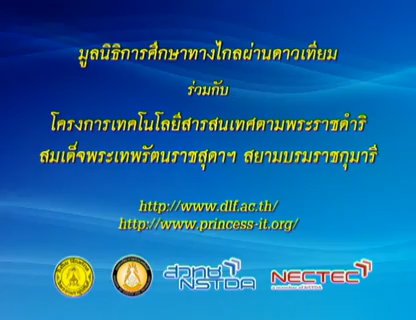 มูลนิธิการศึกษาทางไกลผ่านดาวเทียม
ร่วมกับ
โครงการเทคโนโลยีสารสนเทศตามพระราชดำริ
สมเด็จพระเทพรัตนราชสุดาฯ สยามบรมราชกุมารี
http://www.dlf.ac.th/
http://www.princess-it.org/
สวทช
NSTDA
NECTEC